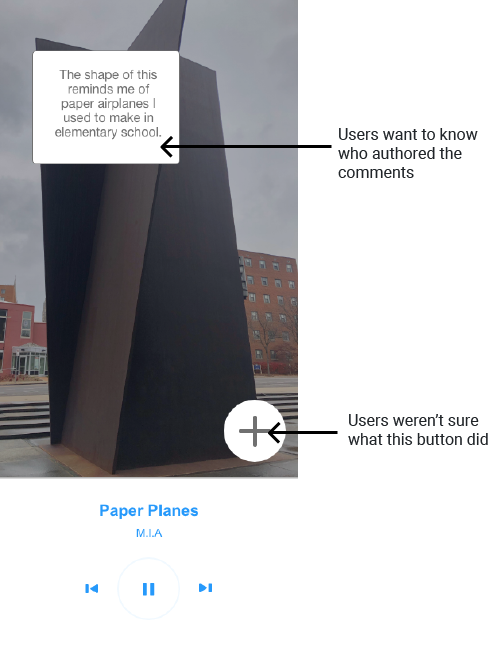 The shape of this
reminds me of
paper airplanes I
used to make in
elementary school.
Users want to know
who authored the
comments
Users weren't sure
what this button did
Paper Planes
M.I.A